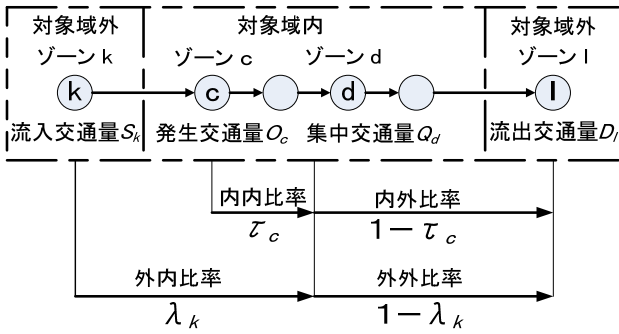 対象域外 対象域内 対象域外
ゾーンk ゾーンc ゾーンd ゾーンl
k c d l
流入交通量Sk 発生交通量Oc 集中交通量Qd 流出交通量Dl
内内比率 内外比率
τc 1−τc
外内比率 外外比率
λk 1−λk